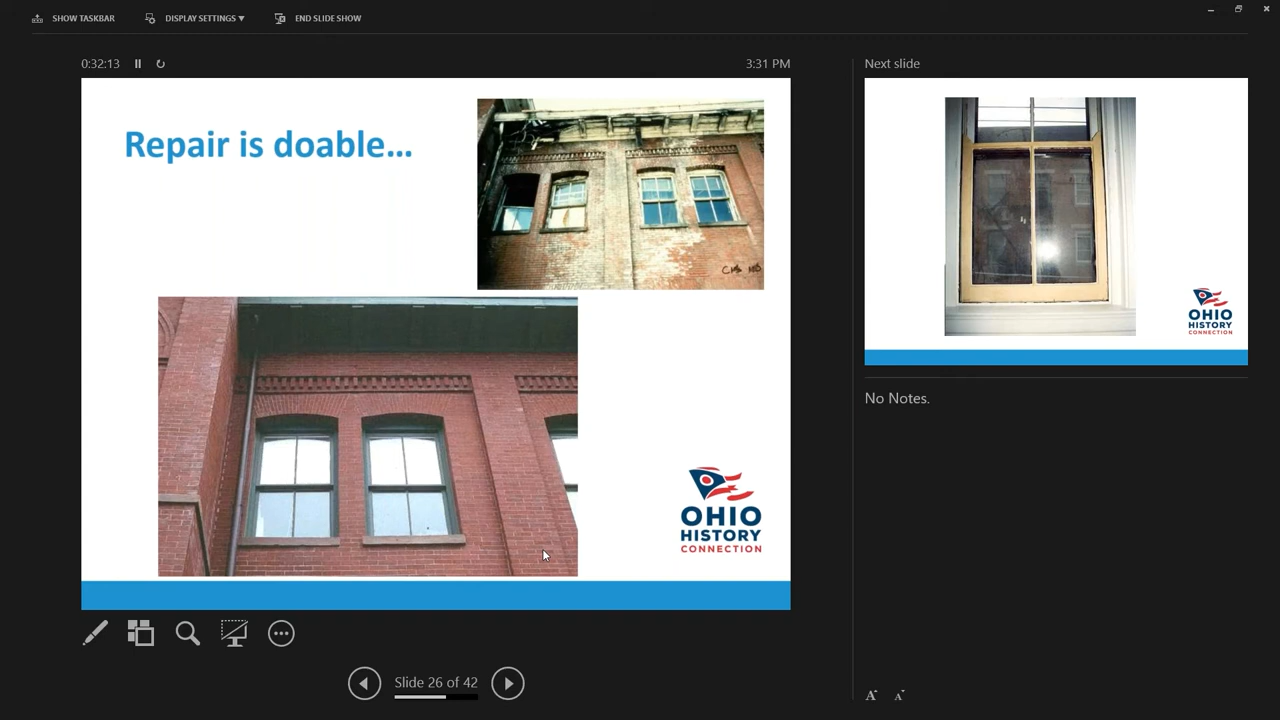 SHOW TASKBAR
DISPLAY SETTINGS ▼
END SLIDE SHOW
0:32:13
3:31 PM
Next slide
Repair is doable...
OHIO
HISTORY
CONNECTION
OHIO
HISTORY
CONNECTION
No Notes.
Slide 26 of 42
A
A